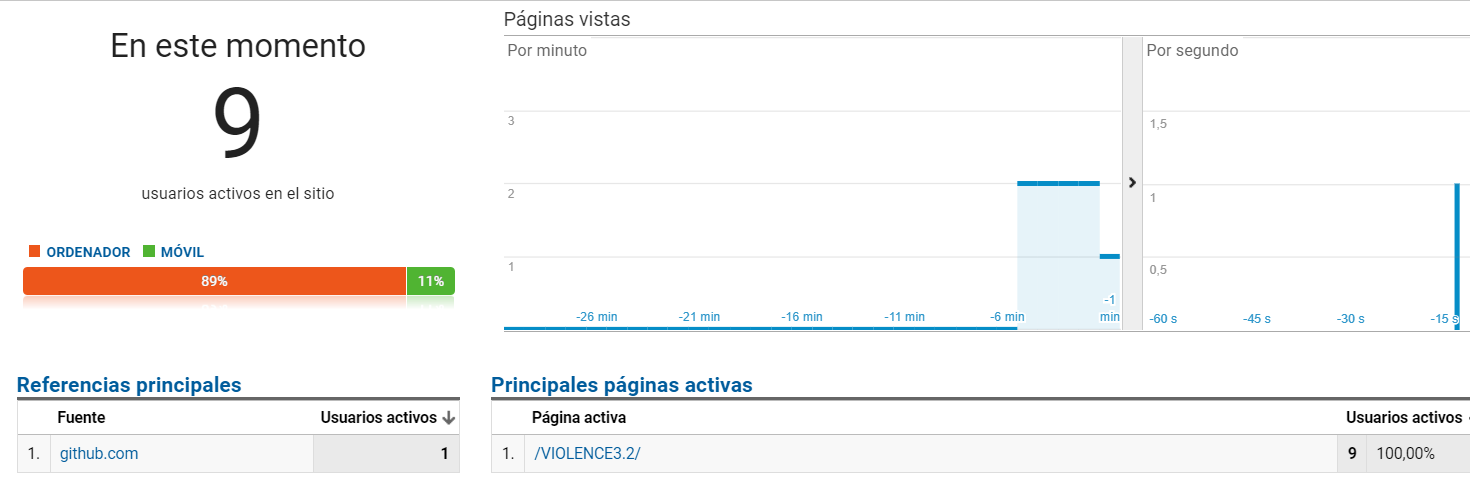 En este momento
9
usuarios activos en el sitio
ORDENADOR MÓVIL
89% 11%
Páginas vistas
Por minuto
3
2
1
-26 min -21 min -16 min -11 min -6 min -1 min
Por segundo
1,5
1
0,5
-60 s -45 s -30 s -15 s
Referencias principales
Fuente Usuarios activos
1. github.com 1
Principales páginas activas
Página activa Usuarios activos
1. /VIOLENCE3.2/ 9 100,00%